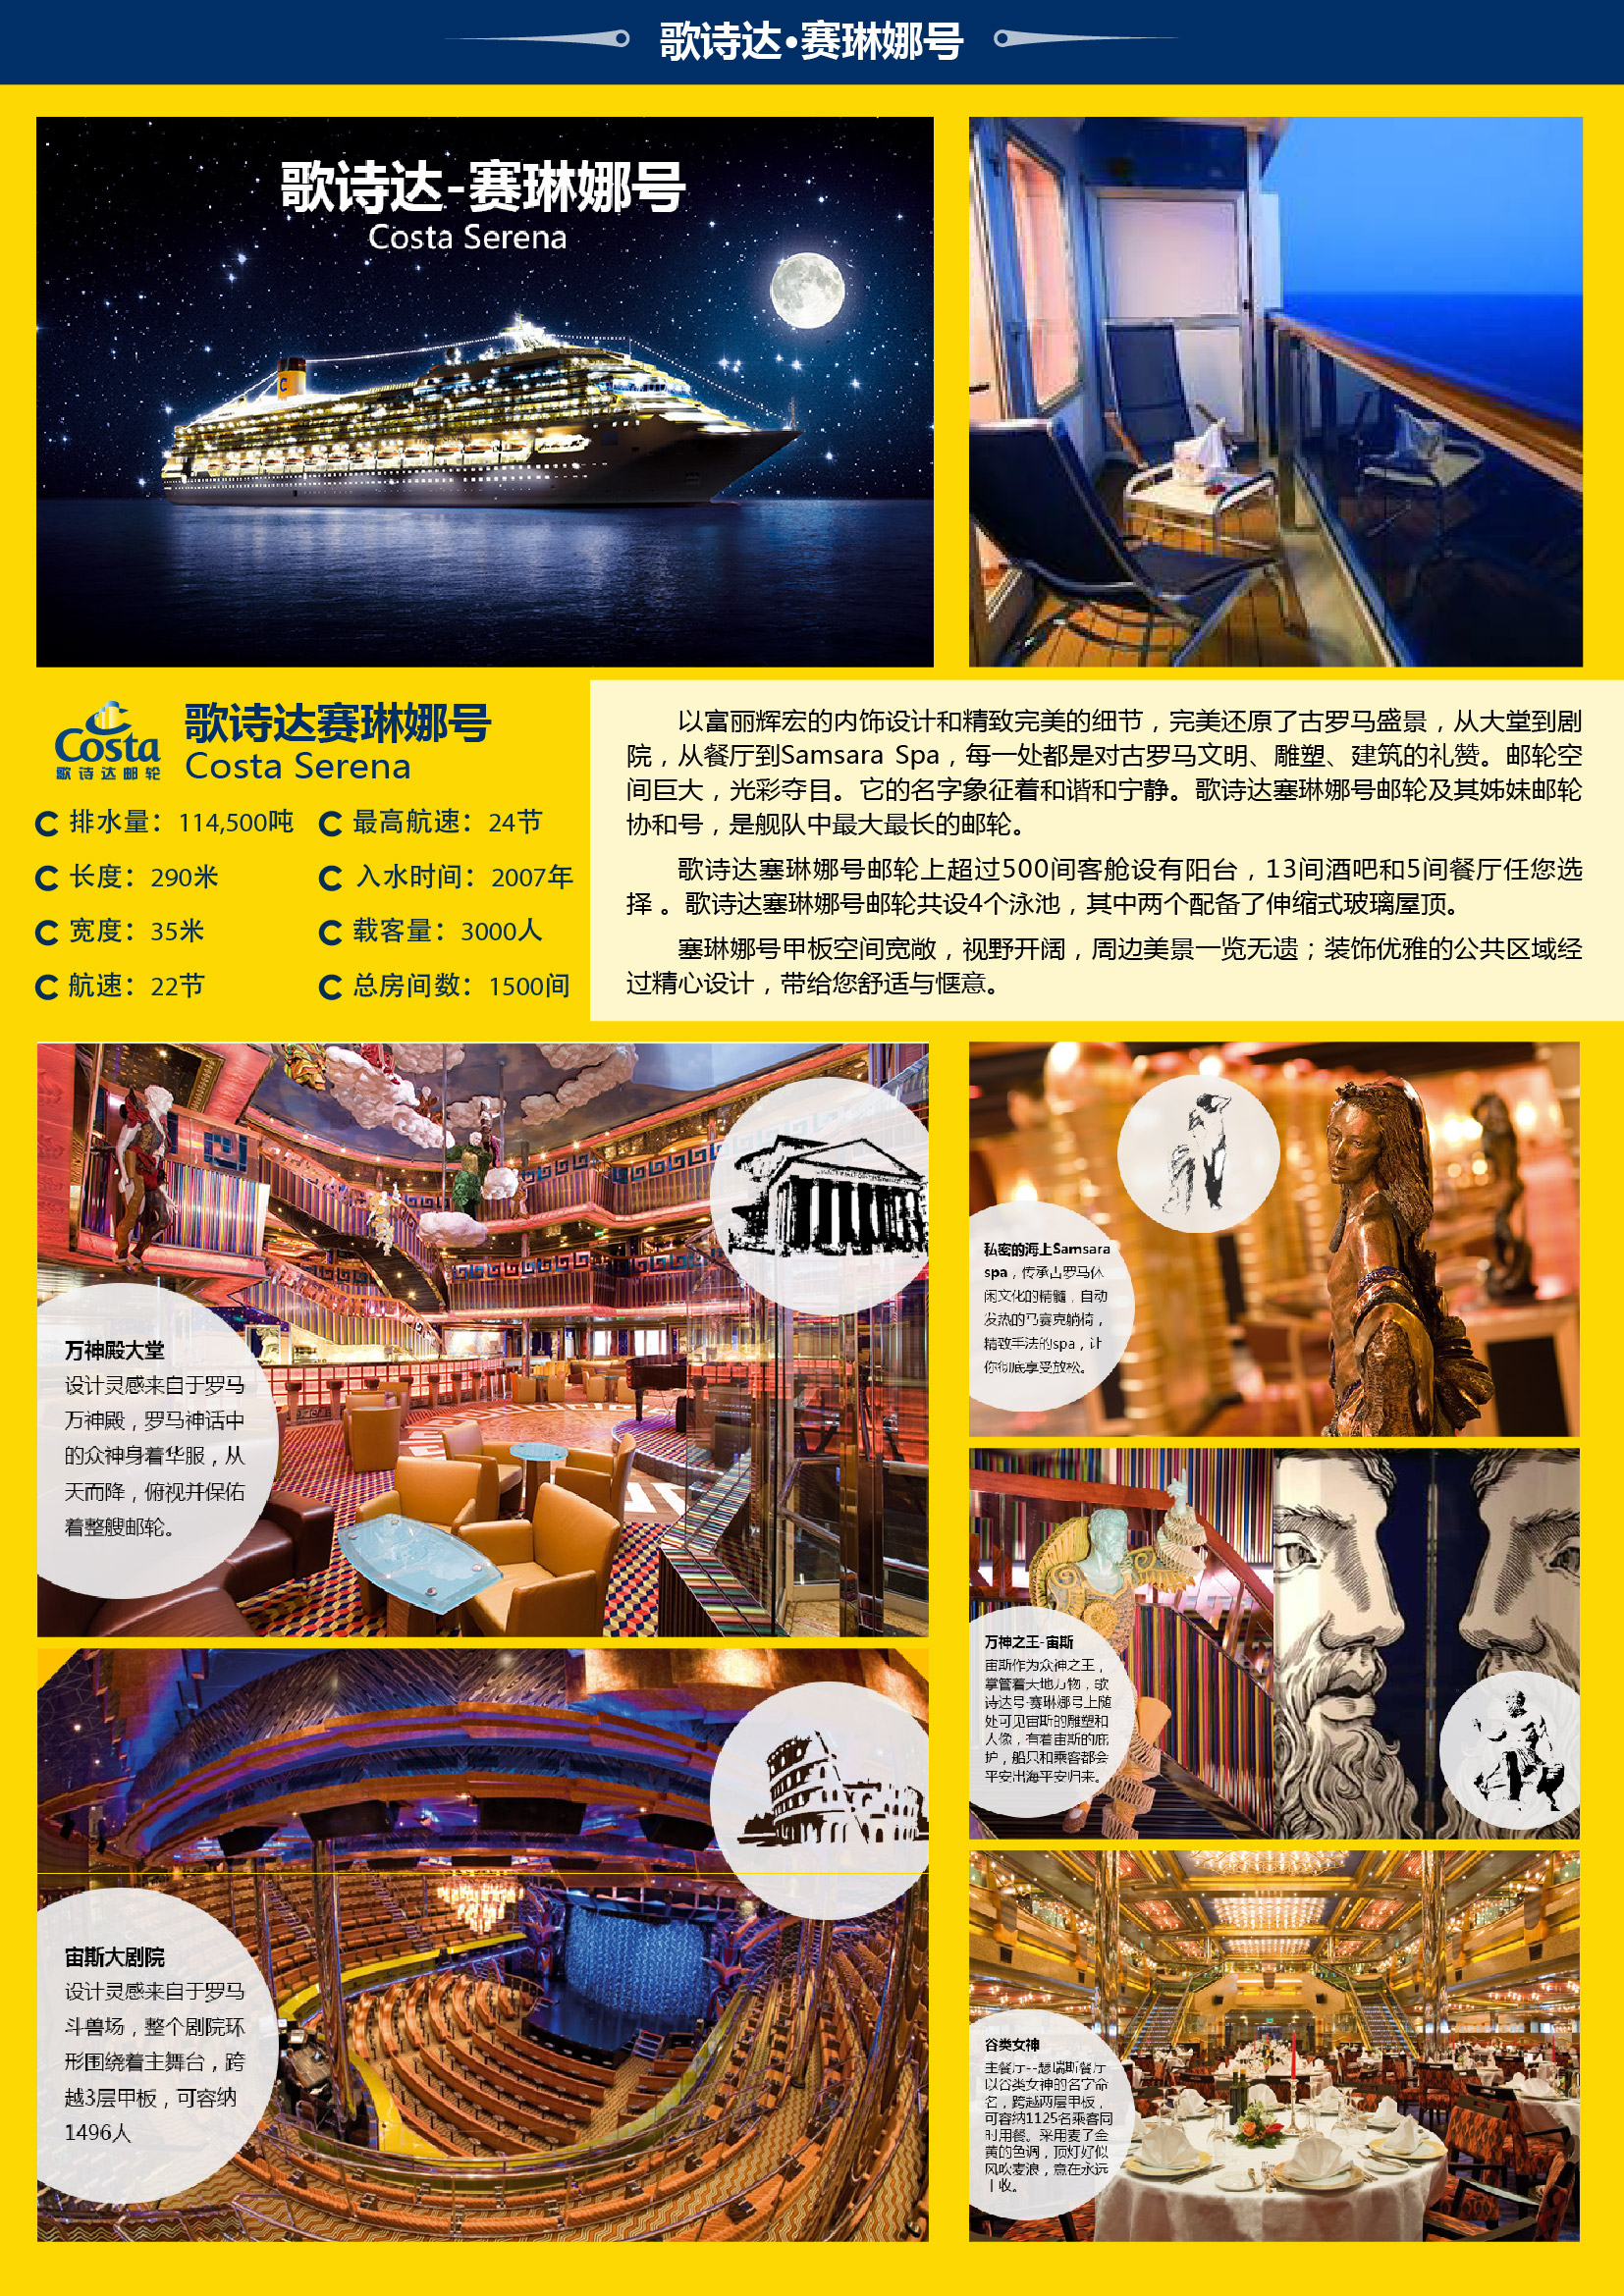 歌诗达·赛琳娜号
歌诗达-赛琳娜号
Costa Serena
Costa
歌诗达邮轮
歌诗达赛琳娜号
Costa Serena
排水量：114,500吨
最高航速：24节
长度：290米
入水时间：2007年
宽度：35米
载客量：3000人
航速：22节
总房间数：1500间
以富丽辉宏的内饰设计和精致完美的细节，完美还原了古罗马盛景，从大堂到剧
院，从餐厅到Samsara Spa，每一处都是对古罗马文明、雕塑、建筑的礼赞。邮轮空
间巨大，光彩夺目。它的名字象征着和谐和宁静。歌诗达塞琳娜号邮轮及其姊妹邮轮
协和号，是舰队中最大最长的邮轮。
歌诗达塞琳娜号邮轮上超过500间客舱设有阳台，13间酒吧和5间餐厅任您选
择 。歌诗达塞琳娜号邮轮共设4个泳池，其中两个配备了伸缩式玻璃屋顶。
塞琳娜号甲板空间宽敞，视野开阔，周边美景一览无遗；装饰优雅的公共区域经
过精心设计，带给您舒适与惬意。
万神殿大堂
设计灵感来自于罗马
万神殿，罗马神话中
的众神身着华服，从
天而降，俯视并保佑
着整艘邮轮。
私密的海上Samsara
spa，传承古罗马休
闲文化的精髓，自动
发热的马赛克躺椅，
精致手法的spa，让
你彻底享受放松。
万神之王-宙斯
宙斯作为众神之王，
掌管着天地万物，歌
诗达号·赛琳娜号上随
处可见宙斯的雕塑和
人像，有着宙斯的庇
护，船只和乘客都会
平安出海平安归来。
宙斯大剧院
设计灵感来自于罗马
斗兽场，整个剧院环
形围绕着主舞台，跨
越3层甲板，可容纳
1496人
谷类女神
主餐厅--瑟瑞斯餐厅
以谷类女神的名字命
名，跨越两层甲板，
可容纳1125名乘客同
时用餐。采用麦子金
黄的色调，顶灯好似
风吹麦浪，意在永远
丰收。